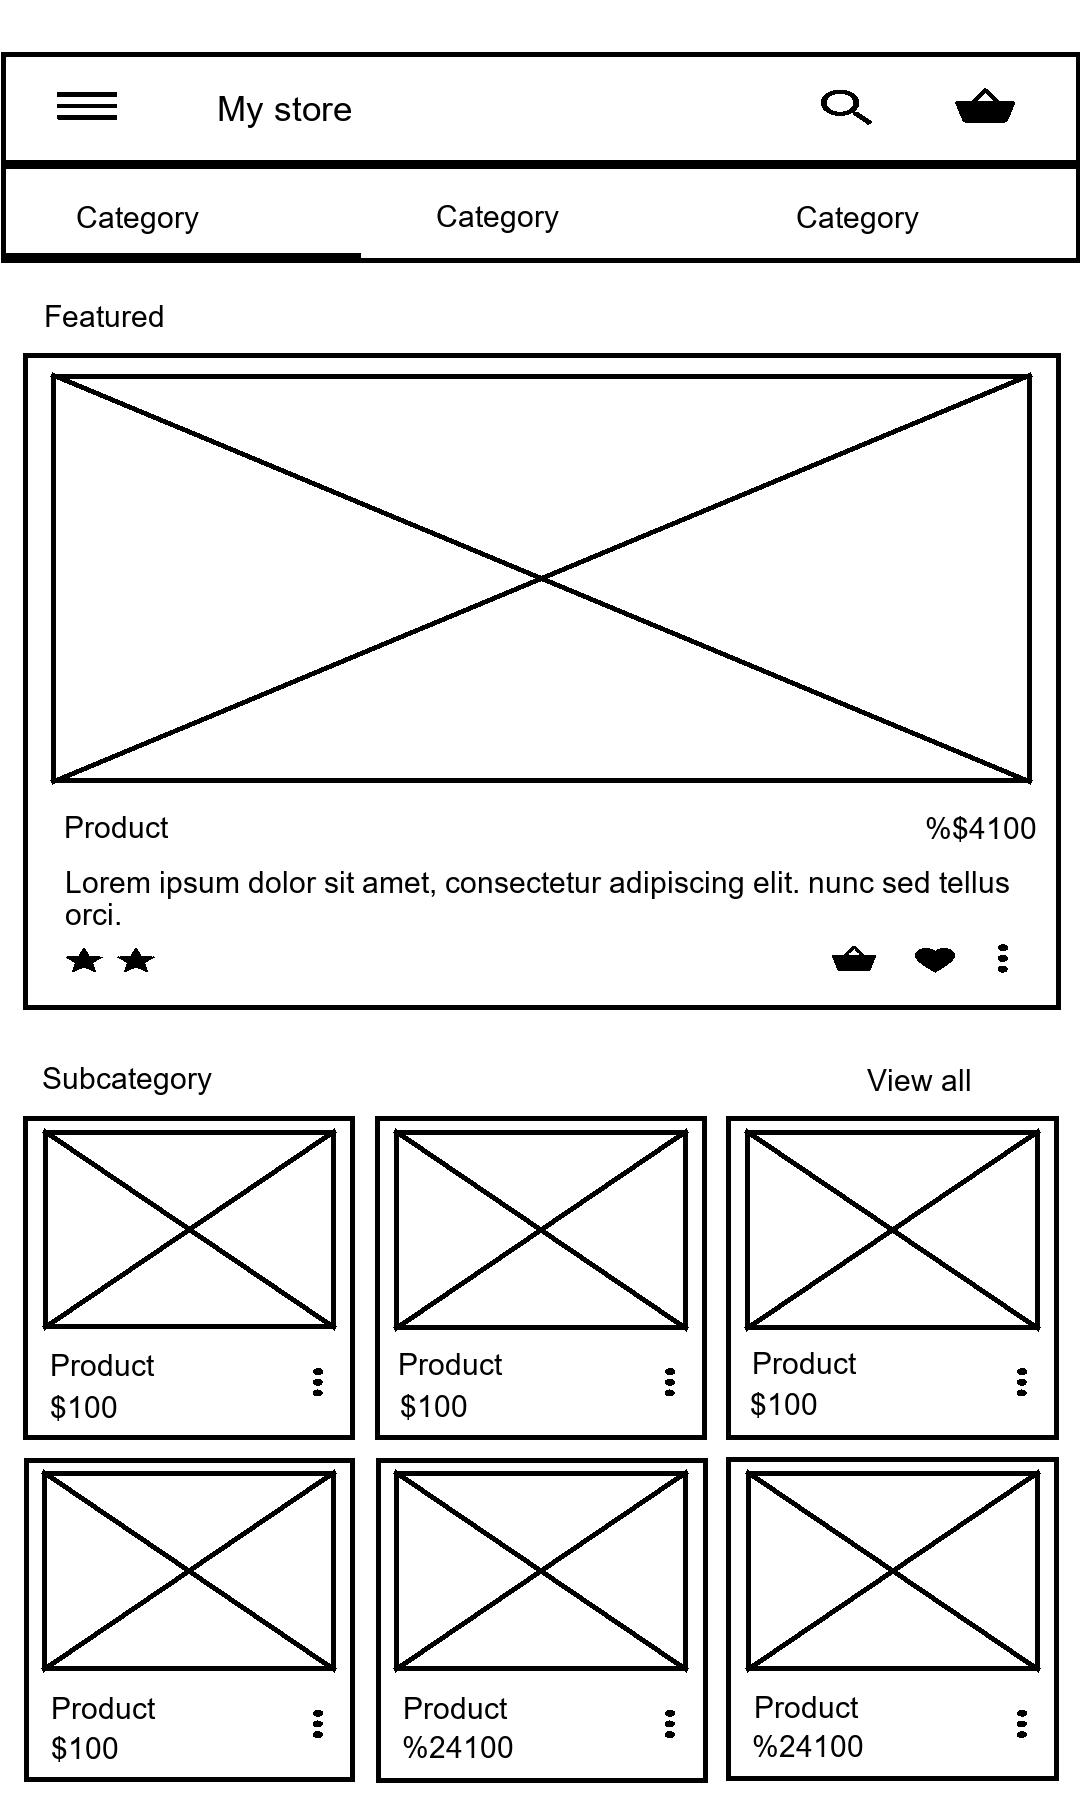 My store
Category Category Category
Featured
Product %$4100
Lorem ipsum dolor sit amet, consectetur adipiscing elit. nunc sed tellus
orci.
Subcategory View all
Product Product Product
$100 $100 $100
Product Product Product
$100 %24100 %24100